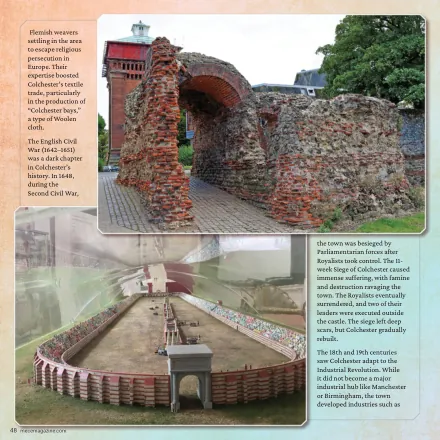 Flemish weavers
settling in the area
to escape religious
persecution in
Europe. Their
expertise boosted
Colchester's textile
trade, particularly
in the production of
"Colchester bays,"
a type of Woolen
cloth.
The English Civil
War (1642–1651)
was a dark chapter
in Colchester's
history. In 1648,
during the
Second Civil War,
the town was besieged by
Parliamentarian forces after
Royalists took control. The 11-
week Siege of Colchester caused
immense suffering, with famine
and destruction ravaging the
town. The Royalists eventually
surrendered, and two of their
leaders were executed outside
the castle. The siege left deep
scars, but Colchester gradually
rebuilt.
The 18th and 19th centuries
saw Colchester adapt to the
Industrial Revolution. While
it did not become a major
industrial hub like Manchester
or Birmingham, the town
developed industries such as
48